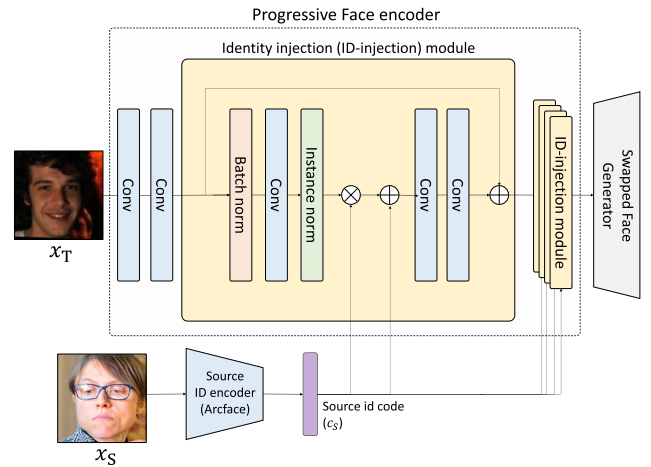 Progressive Face encoder
Identity injection (ID-injection) module
Conv
Conv
Batch norm
Conv
Instance norm
Conv
Conv
ID-injection module
Swapped Face
Generator
x_T
Source
ID encoder
(Arcface)
Source id code
(c_S)
x_S